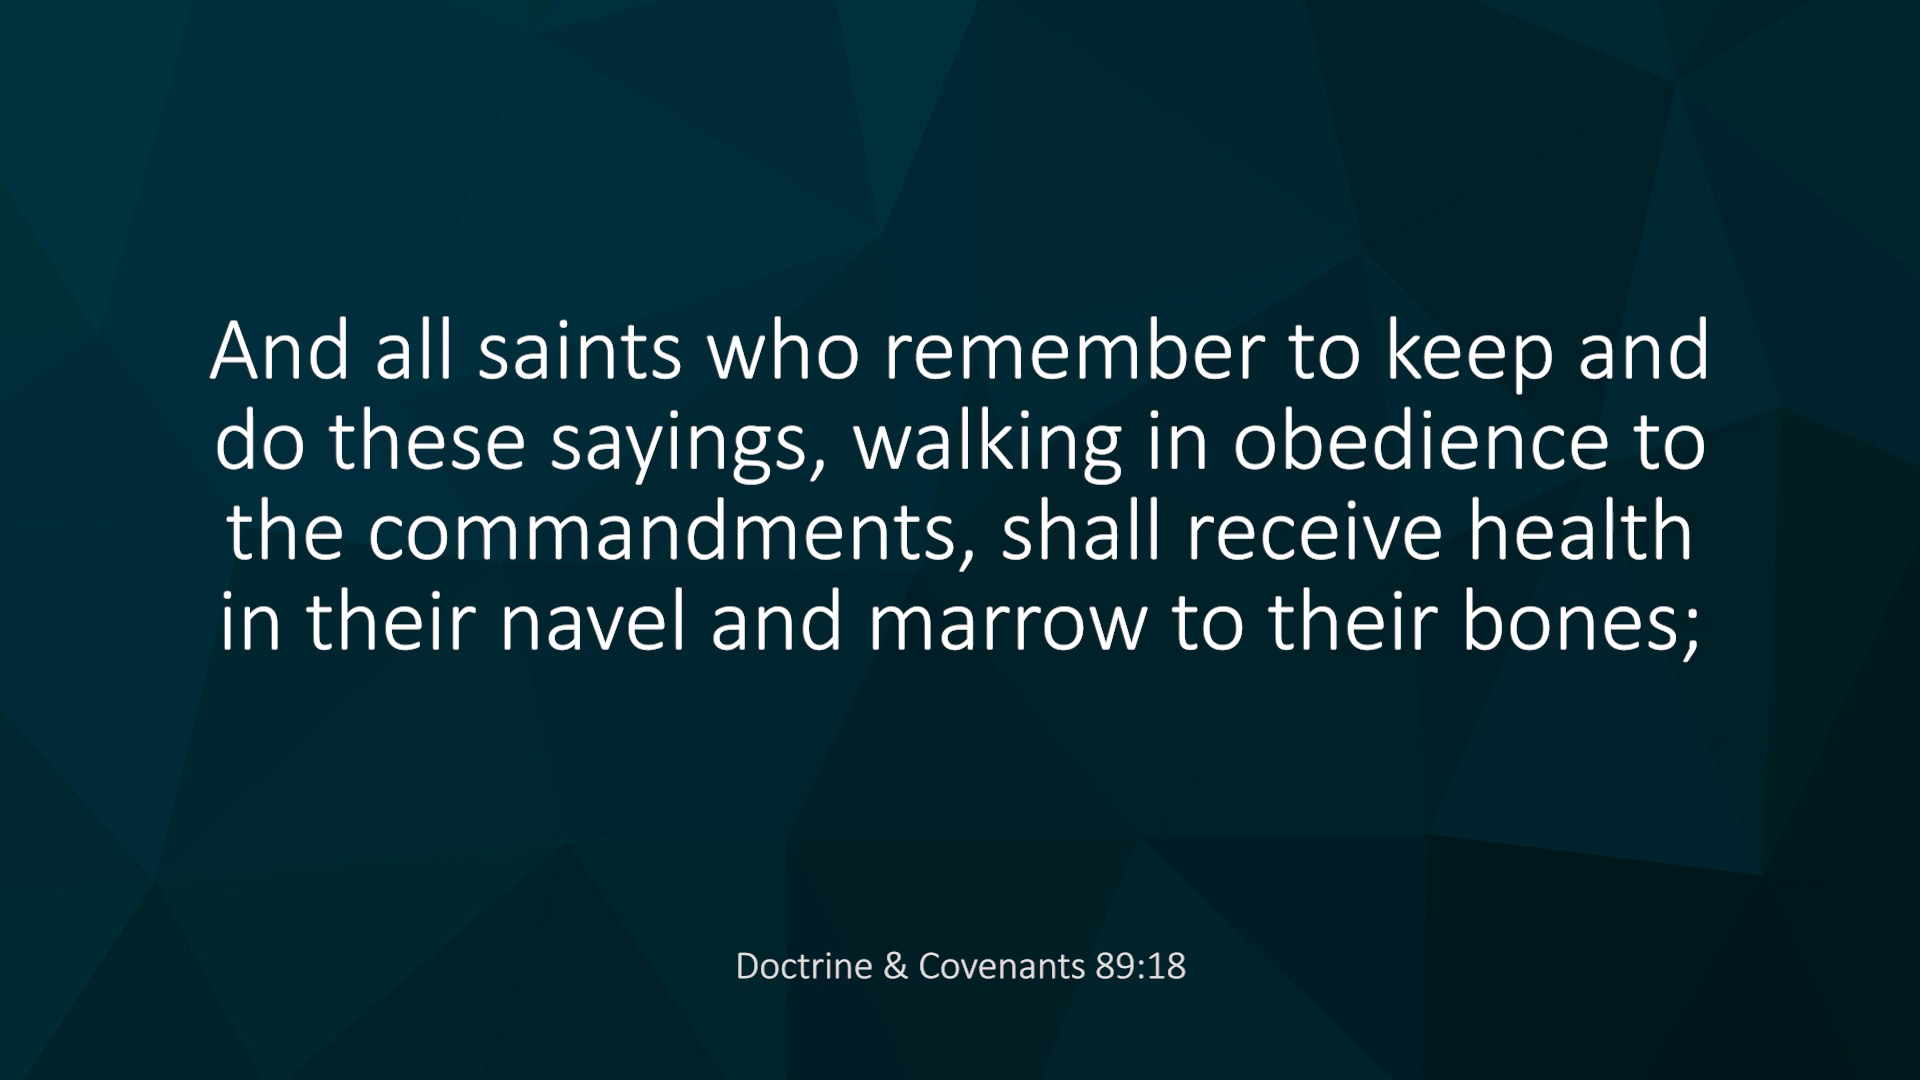 And all saints who remember to keep and
do these sayings, walking in obedience to
the commandments, shall receive health
in their navel and marrow to their bones;
Doctrine & Covenants 89:18